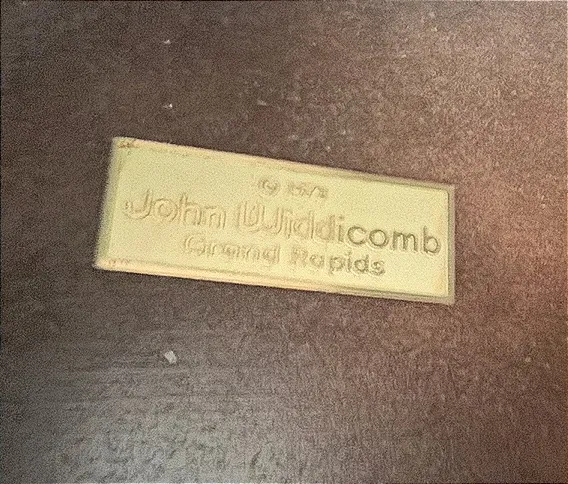 ©
John Widdicomb
Grand Rapids